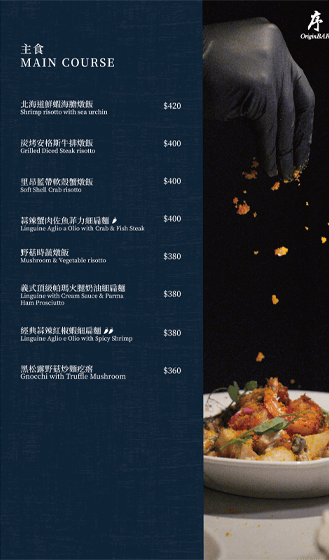 序
OriginBAR
主食
MAIN COURSE
北海道鮮蝦海膽燉飯 $420
Shrimp risotto with sea urchin
炭烤安格斯牛排燉飯 $400
Grilled Diced Steak risotto
里昂藍帶軟殼蟹燉飯 $400
Soft Shell Crab risotto
蒜辣蟹肉佐魚菲力細扁麵 $400
Linguine Aglio a Olio with Crab & Fish Steak
野菇時蔬燉飯 $380
Mushroom & Vegetable risotto
義式頂級帕瑪火腿奶油細扁麵 $380
Linguine with Cream Sauce & Parma
Ham Prosciutto
經典蒜辣紅椒蝦細扁麵 $380
Linguine Aglio e Olio with Spicy Shrimp
黑松露野菇炒麵疙瘩 $360
Gnocchi with Truffle Mushroom